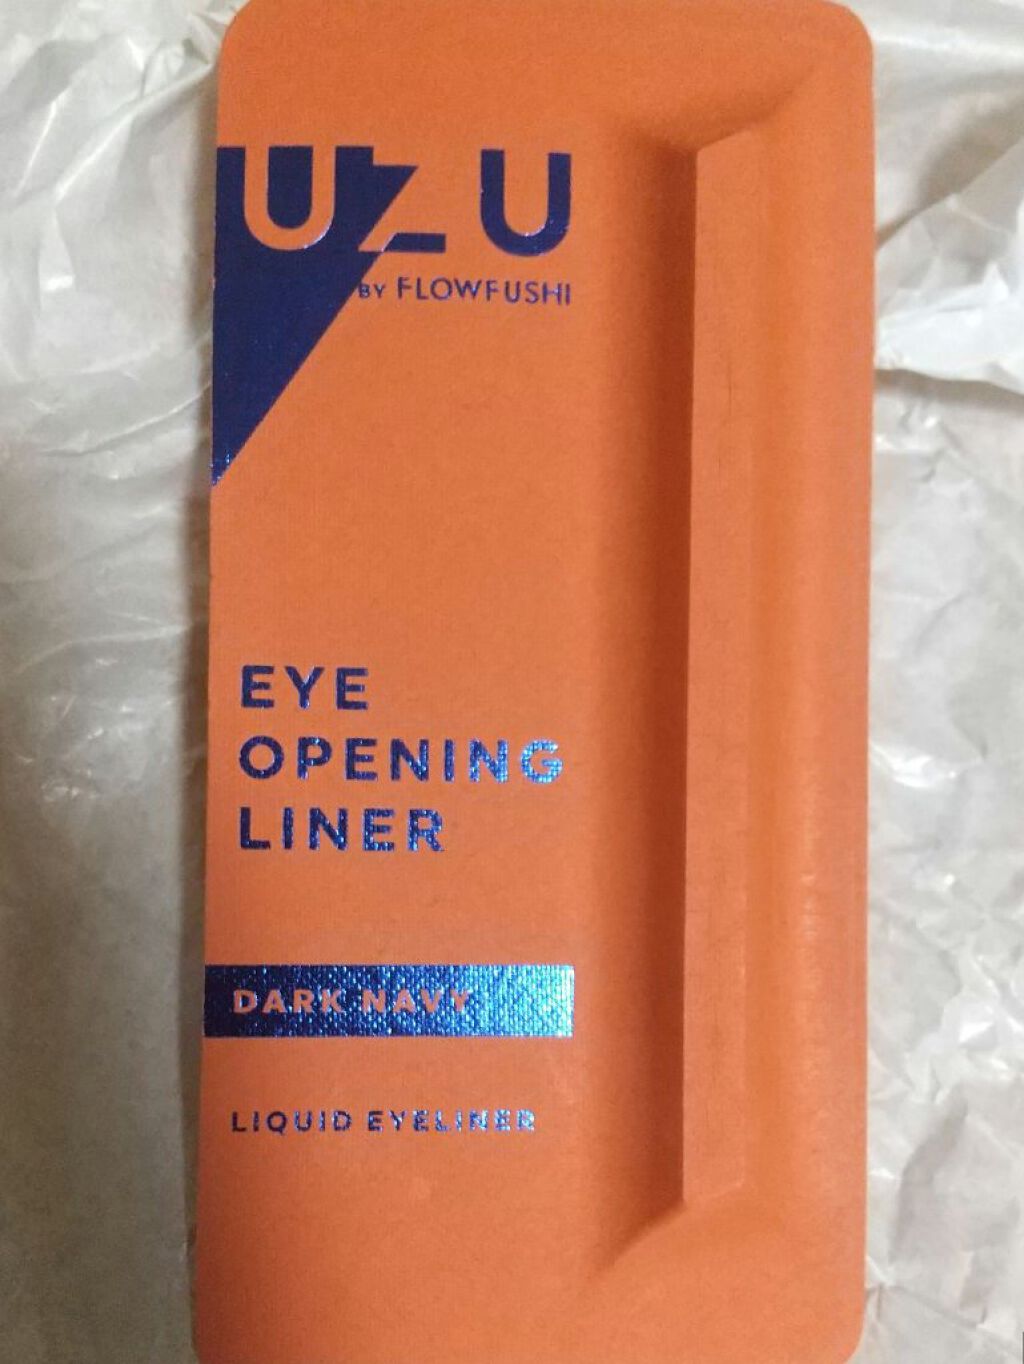 UZU
BY FLOWFUSHI
EYE
OPENING
LINER
DARK NAVY
LIQUID EYELINER